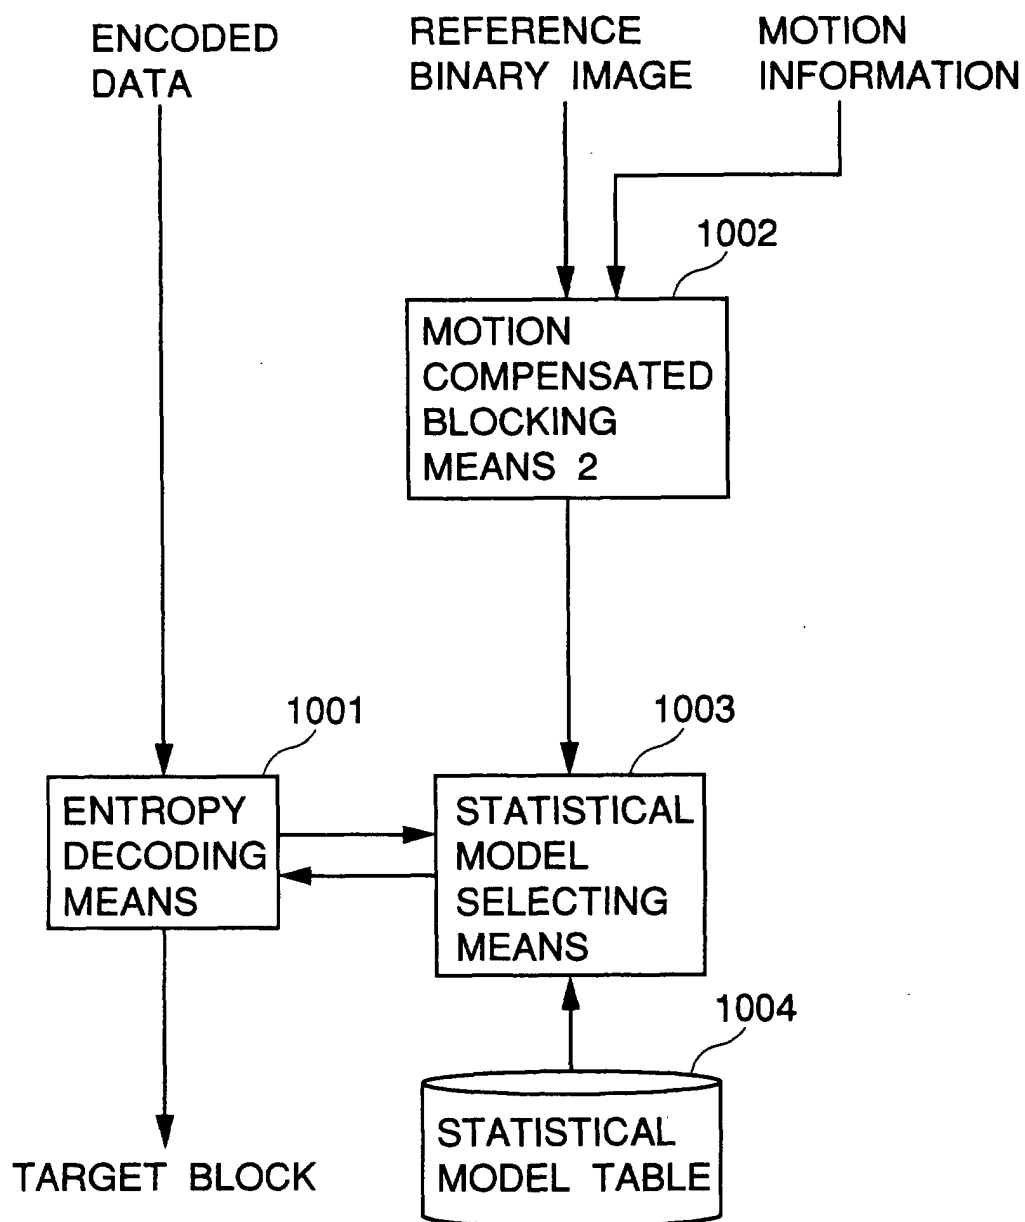 ENCODED
DATA
REFERENCE
BINARY IMAGE
MOTION
INFORMATION
1002
MOTION
COMPENSATED
BLOCKING
MEANS 2
1001
ENTROPY
DECODING
MEANS
1003
STATISTICAL
MODEL
SELECTING
MEANS
1004
STATISTICAL
MODEL TABLE
TARGET BLOCK